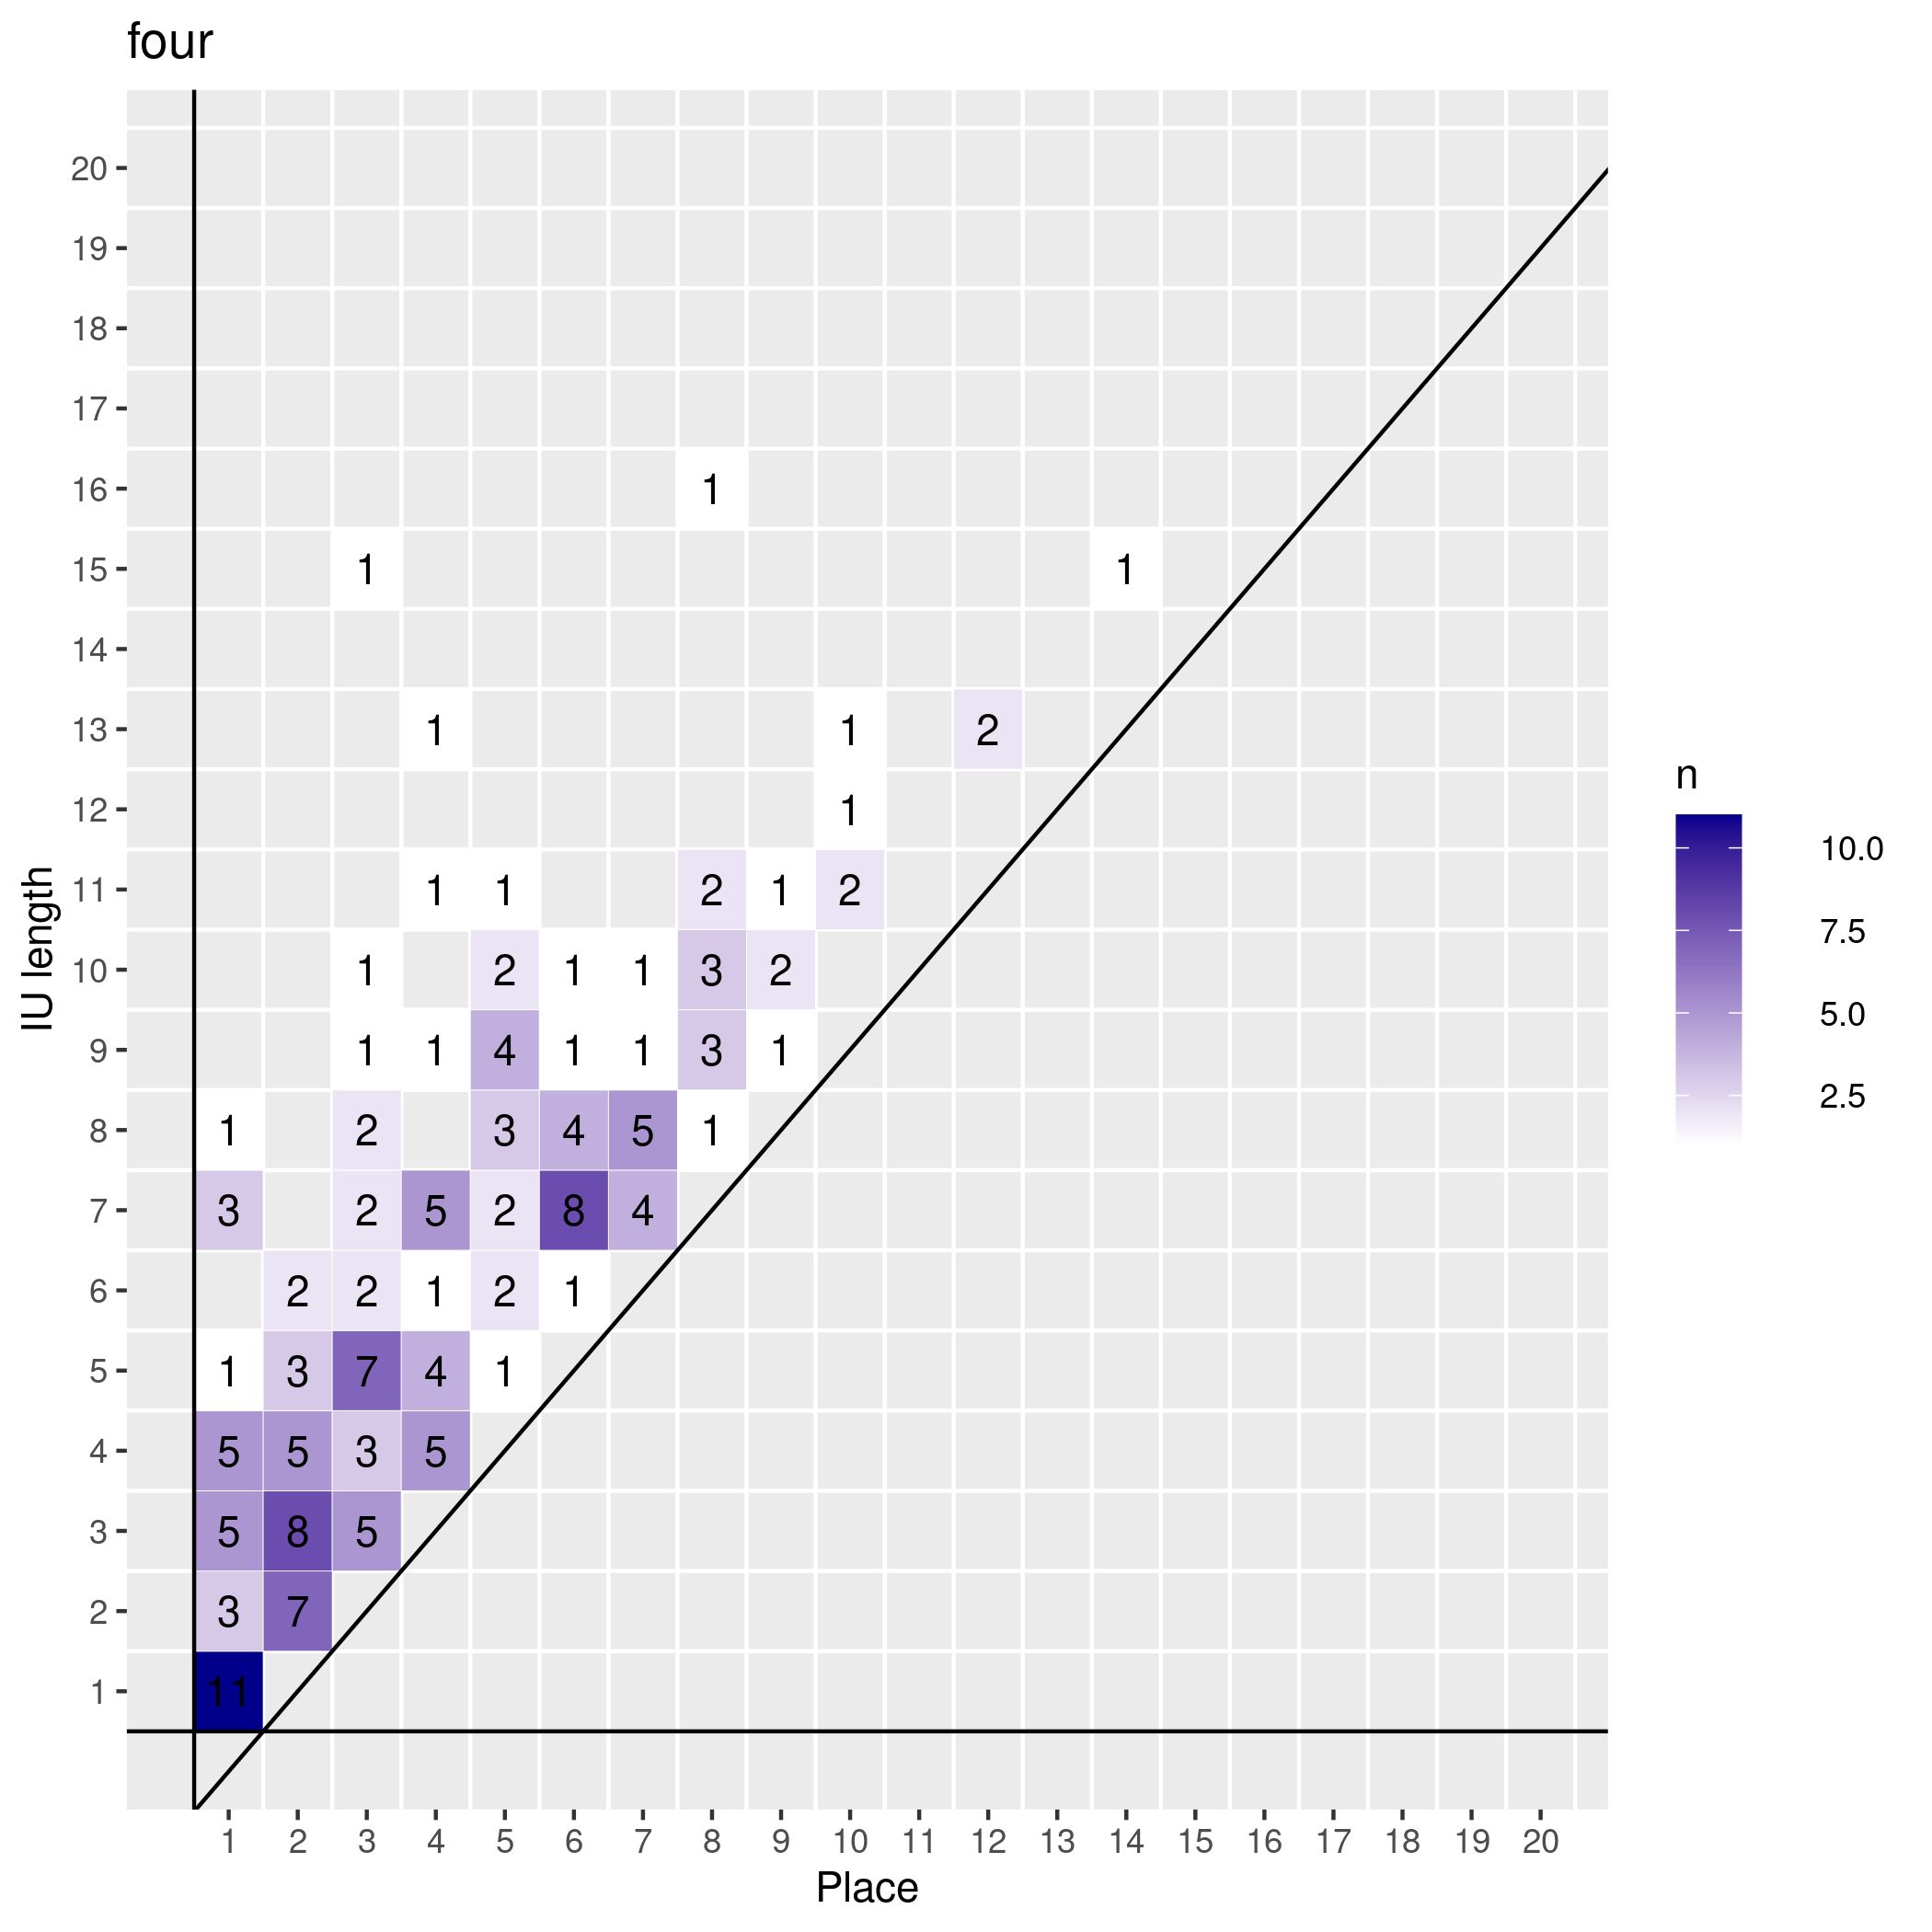 four
20
19
18
17
16 1
15 1 1
14
13 1 1 2
12 1
11 1 1 2 1 2
10 1 2 1 1 3 2
9 1 1 4 1 1 3 1
8 1 2 3 4 5 1
7 3 2 5 2 8 4
6 2 2 1 2 1
5 1 3 7 4 1
4 5 5 3 5
3 5 8 5
2 3 7
1 11
1 2 3 4 5 6 7 8 9 10 11 12 13 14 15 16 17 18 19 20
Place
IU length
n
10.0
7.5
5.0
2.5